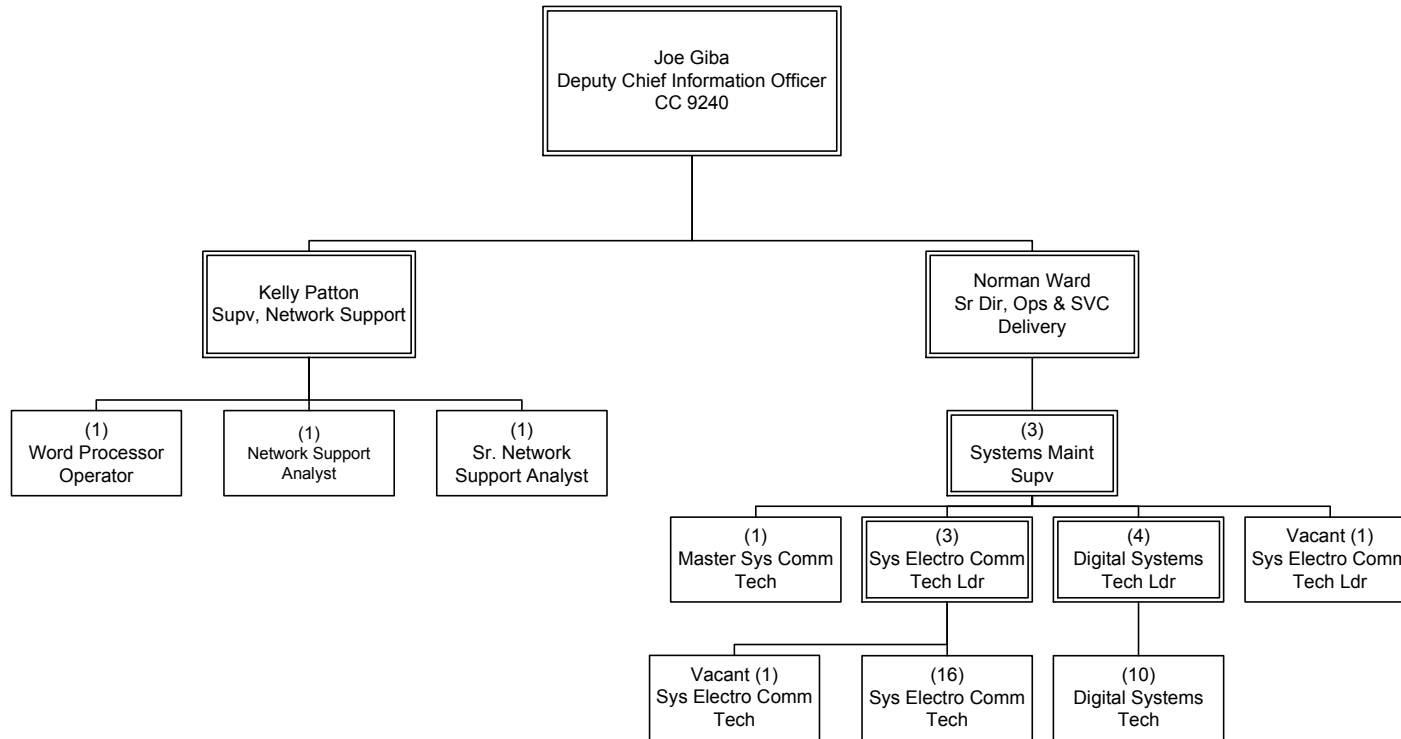 Joe Giba
Deputy Chief Information Officer
CC 9240
Kelly Patton
Supv, Network Support
Norman Ward
Sr Dir, Ops & SVC
Delivery
(1)
Word Processor
Operator
(1)
Network Support
Analyst
(1)
Sr. Network
Support Analyst
(3)
Systems Maint
Supv
(1)
Master Sys Comm
Tech
(3)
Sys Electro Comm
Tech Ldr
(4)
Digital Systems
Tech Ldr
Vacant (1)
Sys Electro Comm
Tech Ldr
Vacant (1)
Sys Electro Comm
Tech
(16)
Sys Electro Comm
Tech
(10)
Digital Systems
Tech